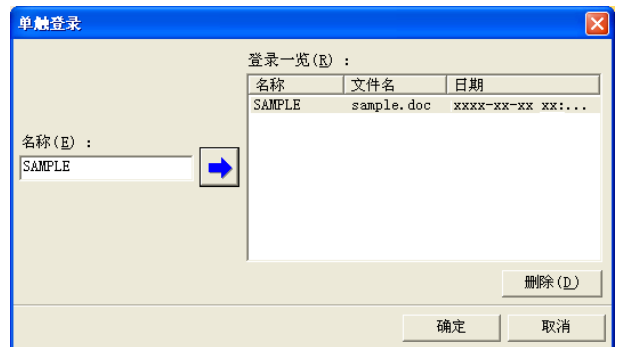 单触登录
登录一览(R) :
名称 文件名 日期
SAMPLE sample.doc xxxx-xx-xx xx:...
名称(E) :
SAMPLE
删除(D)
确定 取消